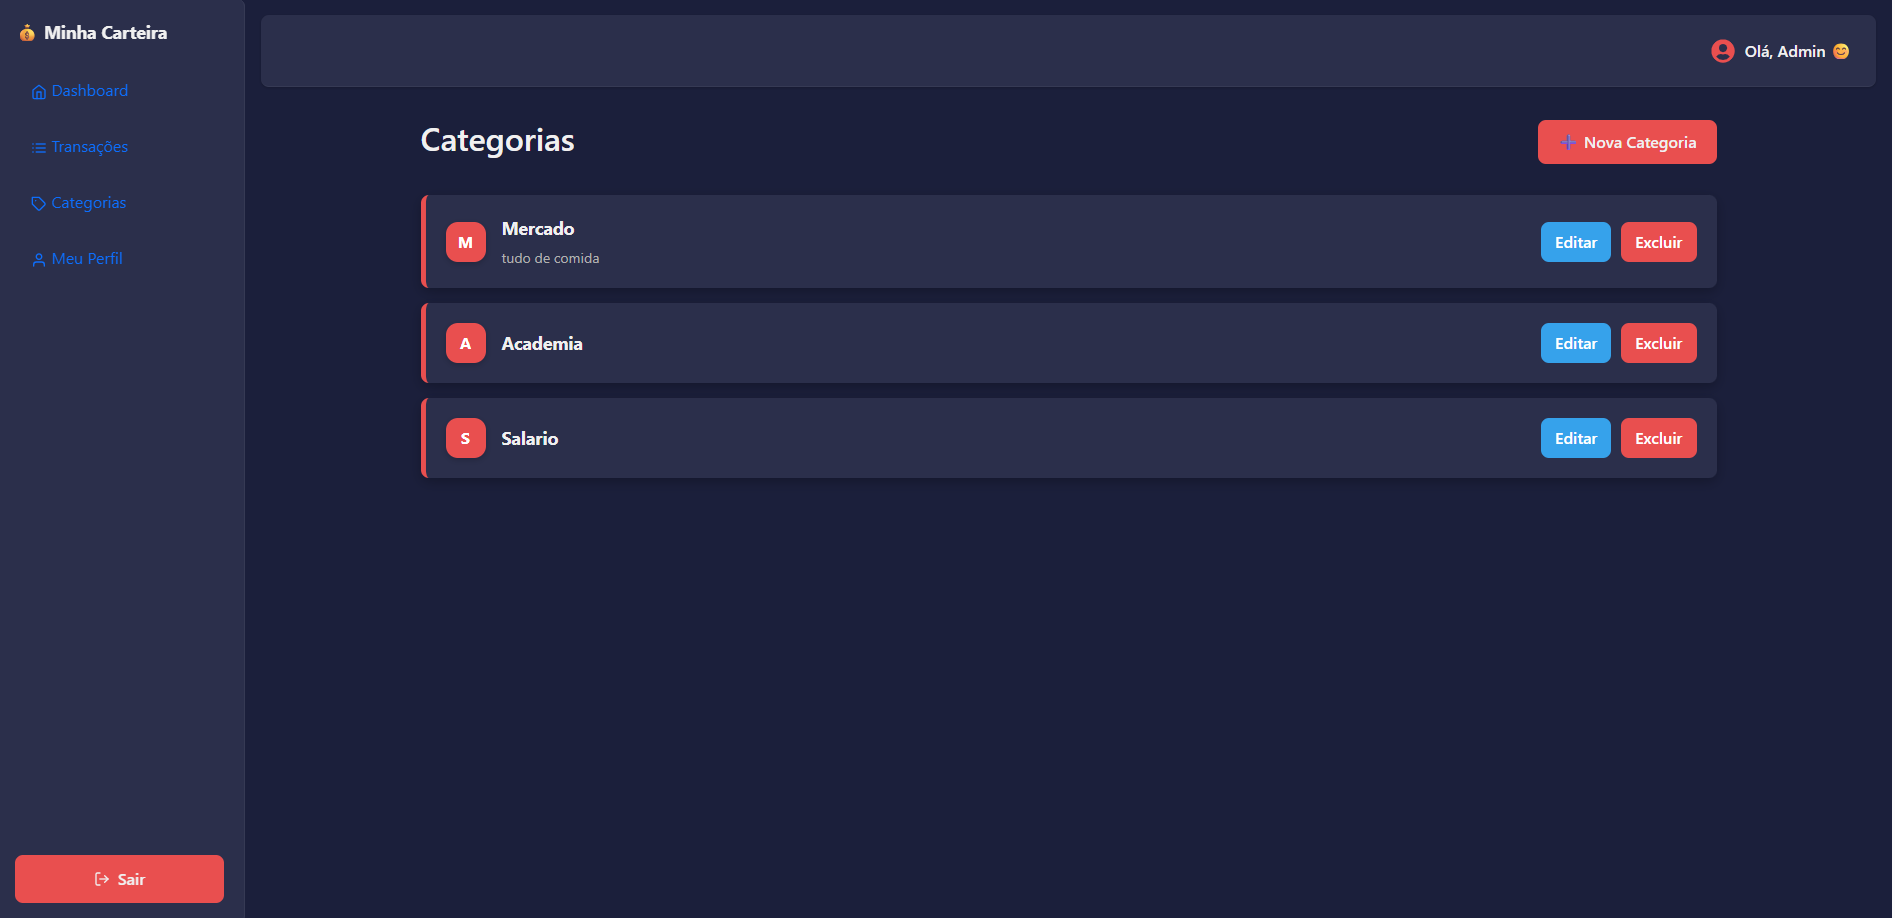 Minha Carteira
Dashboard
Transações
Categorias
Meu Perfil
Sair
Olá, Admin 😊
Categorias
➕ Nova Categoria
M
Mercado
tudo de comida
Editar
Excluir
A
Academia
Editar
Excluir
S
Salario
Editar
Excluir